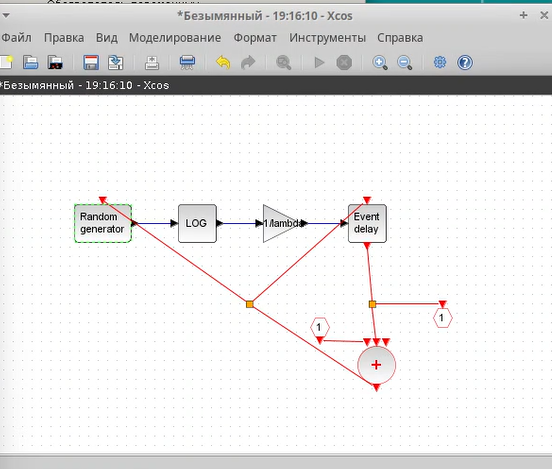 *Безымянный - 19:16:10 - Xcos
Файл Правка Вид Моделирование Формат Инструменты Справка
*Безымянный - 19:16:10 - Xcos
Random
generator
LOG
1/lambda
Event
delay
1
1
+